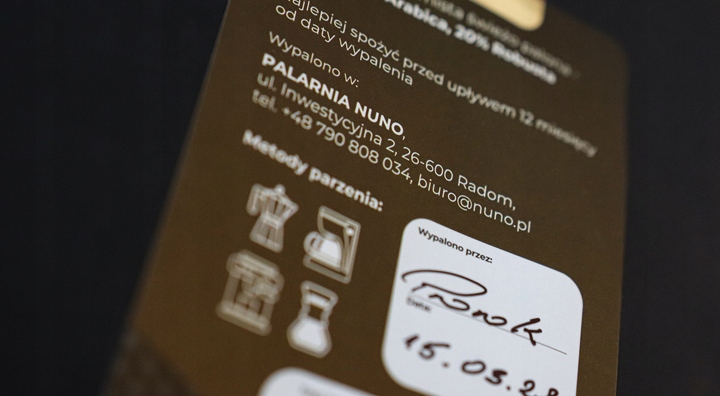 Arabica, 20% Robusta
najlepiej spożyć przed upływem 12 miesięcy
od daty wypalenia
Wypalono w:
PALARNIA NUNO,
ul. Inwestycyjna 2, 26-600 Radom,
tel. +48 790 808 034, biuro@nuno.pl
Metody parzenia:
Wypalono przez:
Data:
15.03.2